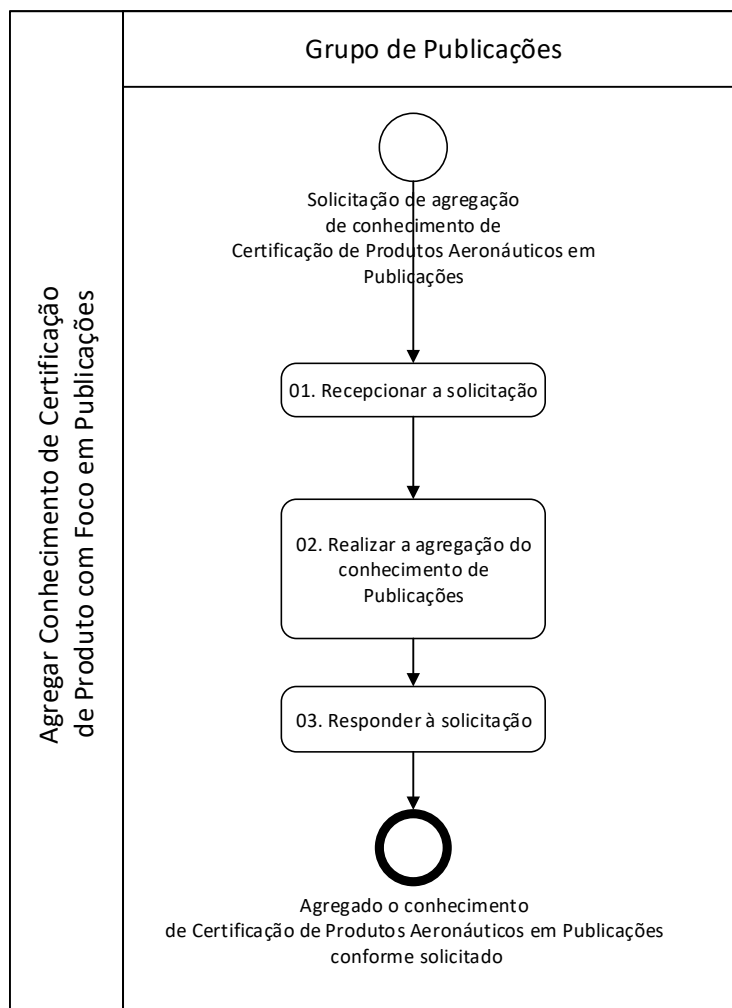 Grupo de Publicações
Agregar Conhecimento de Certificação
de Produto com Foco em Publicações
Solicitação de agregação
de conhecimento de
Certificação de Produtos Aeronáuticos em
Publicações
01. Recepcionar a solicitação
02. Realizar a agregação do
conhecimento de
Publicações
03. Responder à solicitação
Agregado o conhecimento
de Certificação de Produtos Aeronáuticos em Publicações
conforme solicitado